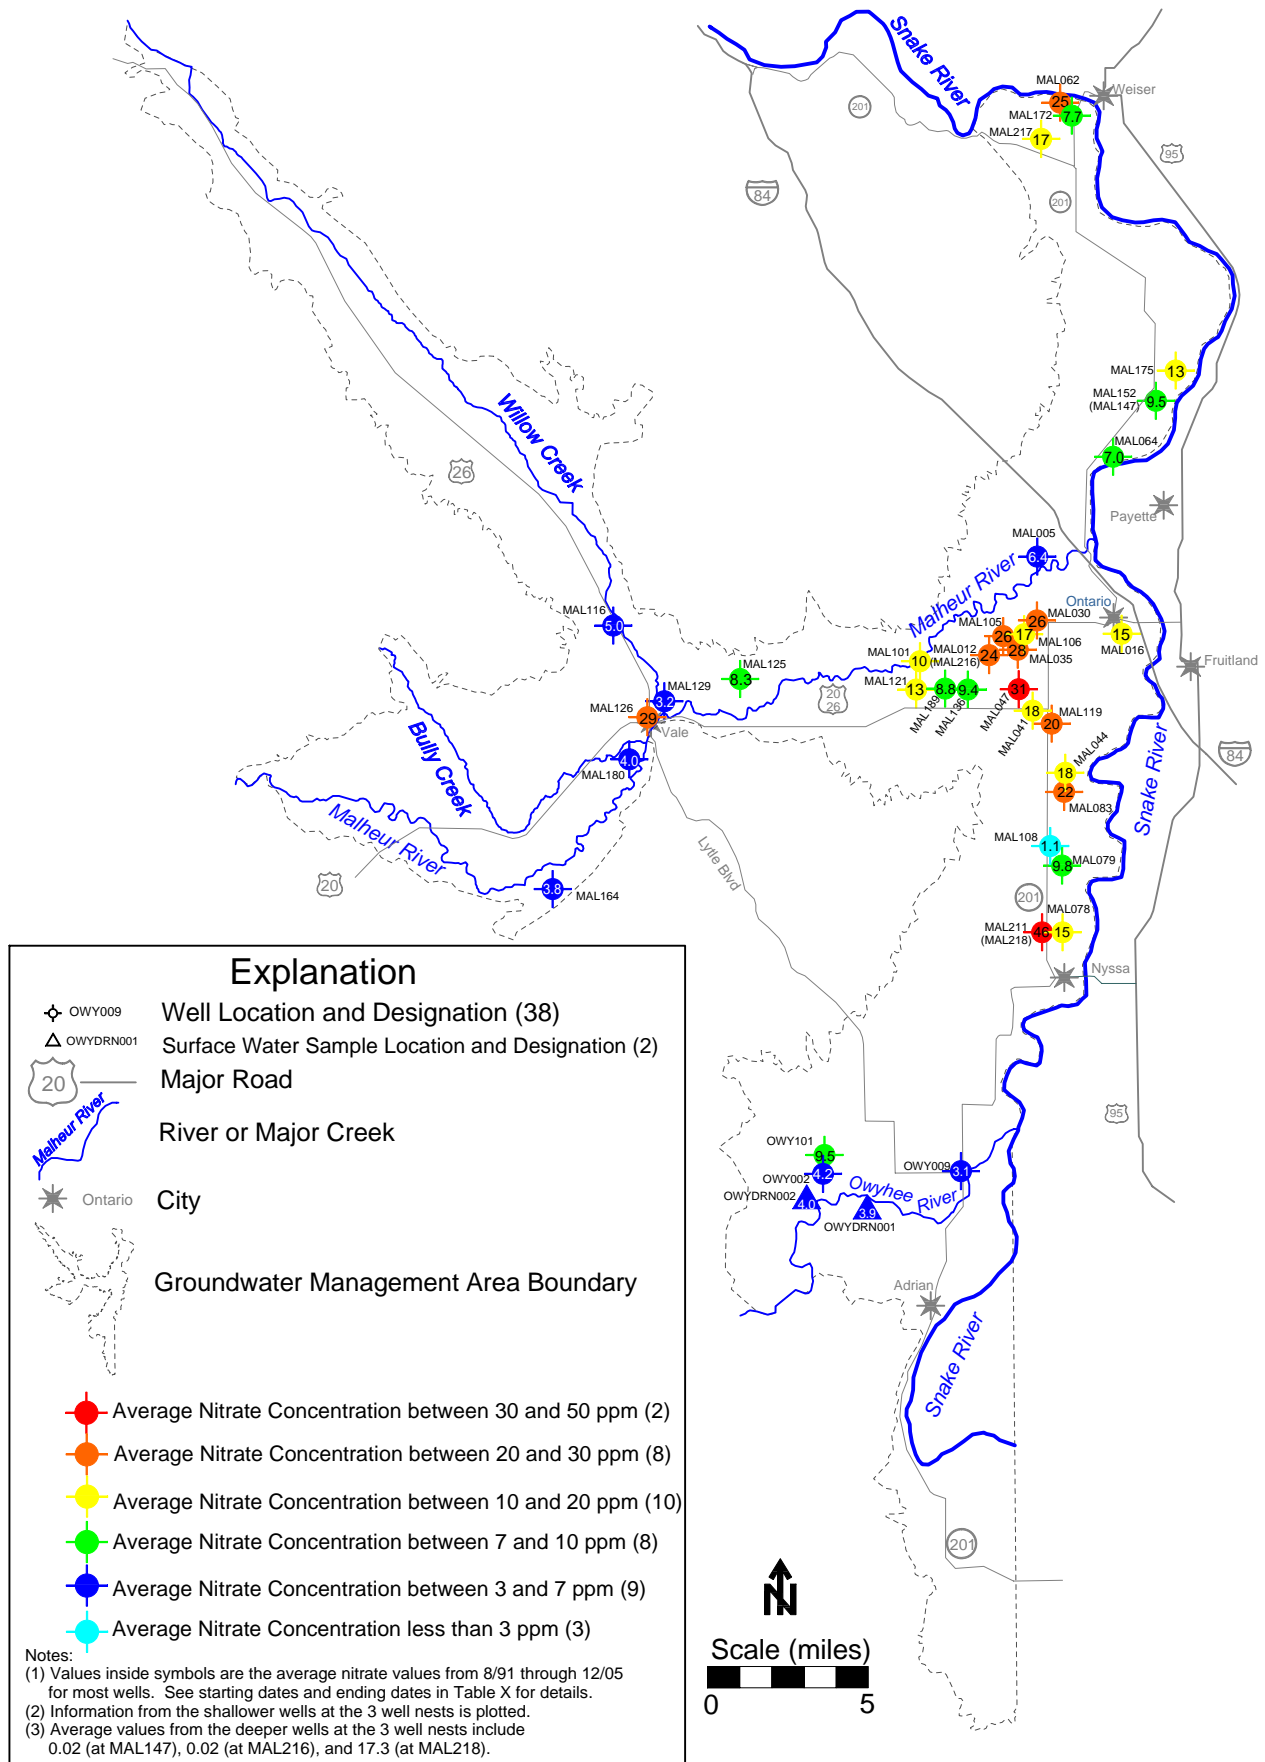 Snake River
MAL062
25
Weiser
201
MAL172
7.7
MAL217
17
95
84
201
MAL175
13
MAL152
(MAL147)
9.5
MAL064
7.0
Willow Creek
26
Payette
MAL005
6.4
Malheur River
MAL116
5.0
Ontario
MAL030
26
MAL105
26
17
MAL106
15
MAL016
MAL101
10
MAL012
(MAL216)
24
28
MAL035
Fruitland
MAL125
8.3
MAL121
13
8.8
MAL189
9.4
MAL136
31
MAL047
20
26
MAL129
3.2
MAL126
29
Vale
18
MAL041
MAL119
20
Bully Creek
4.0
MAL180
MAL044
18
22
MAL083
Snake River
84
Malheur River
Lytle Blvd
MAL108
1.1
MAL079
9.8
20
3.8
MAL164
201
MAL078
MAL211
(MAL218)
46
15
Nyssa
95
OWY101
9.5
OWY002
4.2
OWY009
3.1
OWYDRN002
4.0
Owyhee River
3.9
OWYDRN001
Adrian
Snake River
201
Explanation
OWY009 Well Location and Designation (38)
OWYDRN001 Surface Water Sample Location and Designation (2)
20 Major Road
Malheur River
River or Major Creek
Ontario City
Groundwater Management Area Boundary
Average Nitrate Concentration between 30 and 50 ppm (2)
Average Nitrate Concentration between 20 and 30 ppm (8)
Average Nitrate Concentration between 10 and 20 ppm (10)
Average Nitrate Concentration between 7 and 10 ppm (8)
Average Nitrate Concentration between 3 and 7 ppm (9)
Average Nitrate Concentration less than 3 ppm (3)
Notes:
(1) Values inside symbols are the average nitrate values from 8/91 through 12/05
for most wells. See starting dates and ending dates in Table X for details.
(2) Information from the shallower wells at the 3 well nests is plotted.
(3) Average values from the deeper wells at the 3 well nests include
0.02 (at MAL147), 0.02 (at MAL216), and 17.3 (at MAL218).
N
Scale (miles)
0 5